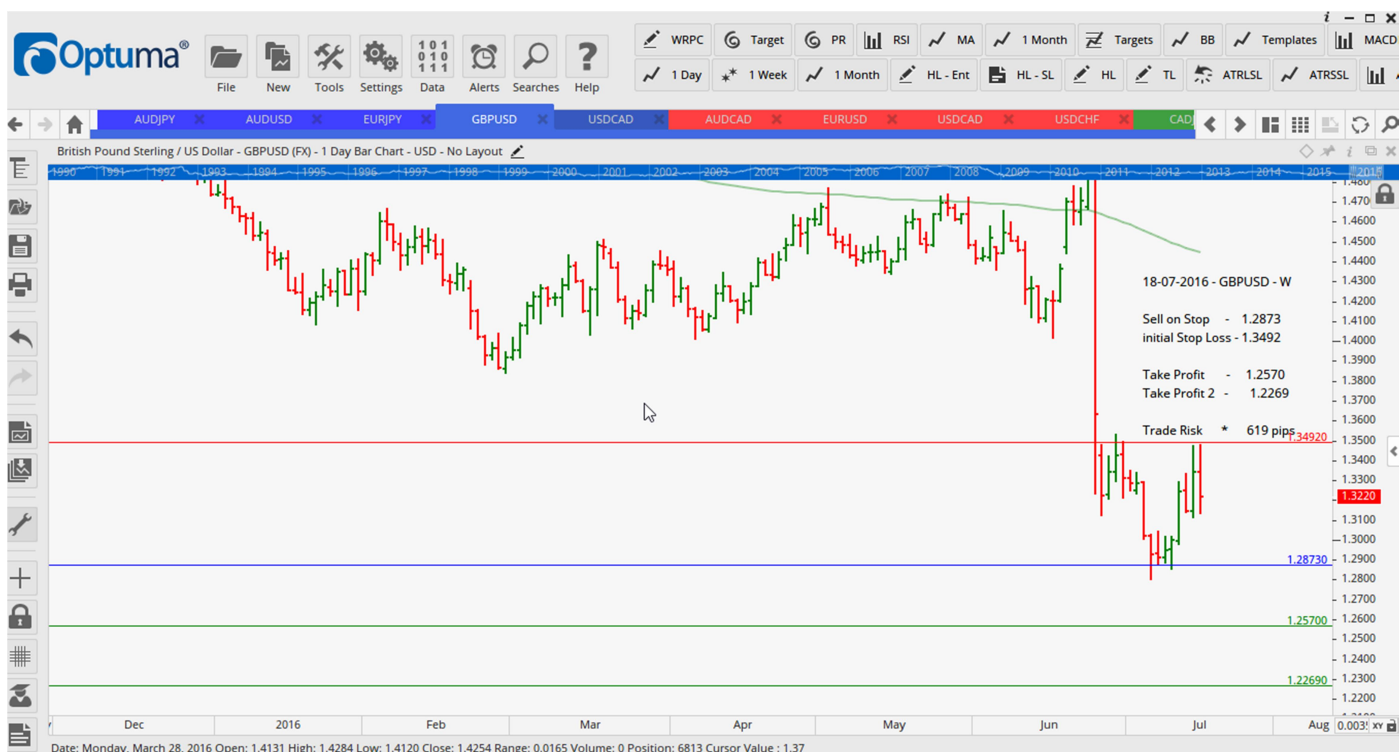 i
Optuma®
File New Tools Settings Data Alerts Searches Help
101 010 111
WRPC Target PR RSI MA 1 Month Targets BB Templates MACD
1 Day 1 Week 1 Month HL - Ent HL - SL HL TL ATRLSL ATRSSL
AUDJPY AUDUSD EURJPY GBPUSD USDCAD AUDCAD EURUSD USDCAD USDCHF CADJ
British Pound Sterling / US Dollar - GBPUSD (FX) - 1 Day Bar Chart - USD - No Layout
1990 1991 1992 1993 1994 1995 1996 1997 1998 1999 2000 2001 2002 2003 2004 2005 2006 2007 2008 2009 2010 2011 2012 2013 2014 2015 2015
1.480
1.4700
1.4600
1.4500
1.4400
18-07-2016 - GBPUSD - W
1.4300
1.4200
Sell on Stop - 1.2873
1.4100
initial Stop Loss - 1.3492
1.4000
1.3900
Take Profit - 1.2570
1.3800
Take Profit 2 - 1.2269
1.3700
1.3600
Trade Risk * 619 pips
1.34920
1.3500
1.3400
1.3300
1.3220
1.3100
1.3000
1.28730
1.2900
1.2800
1.2700
1.25700
1.2600
1.2500
1.2400
1.22690
1.2300
1.2200
Dec 2016 Feb Mar Apr May Jun Jul Aug XY
Date: Monday, March 28, 2016 Open: 1.4131 High: 1.4284 Low: 1.4120 Close: 1.4254 Range: 0.0165 Volume: 0 Position: 6813 Cursor Value : 1.37